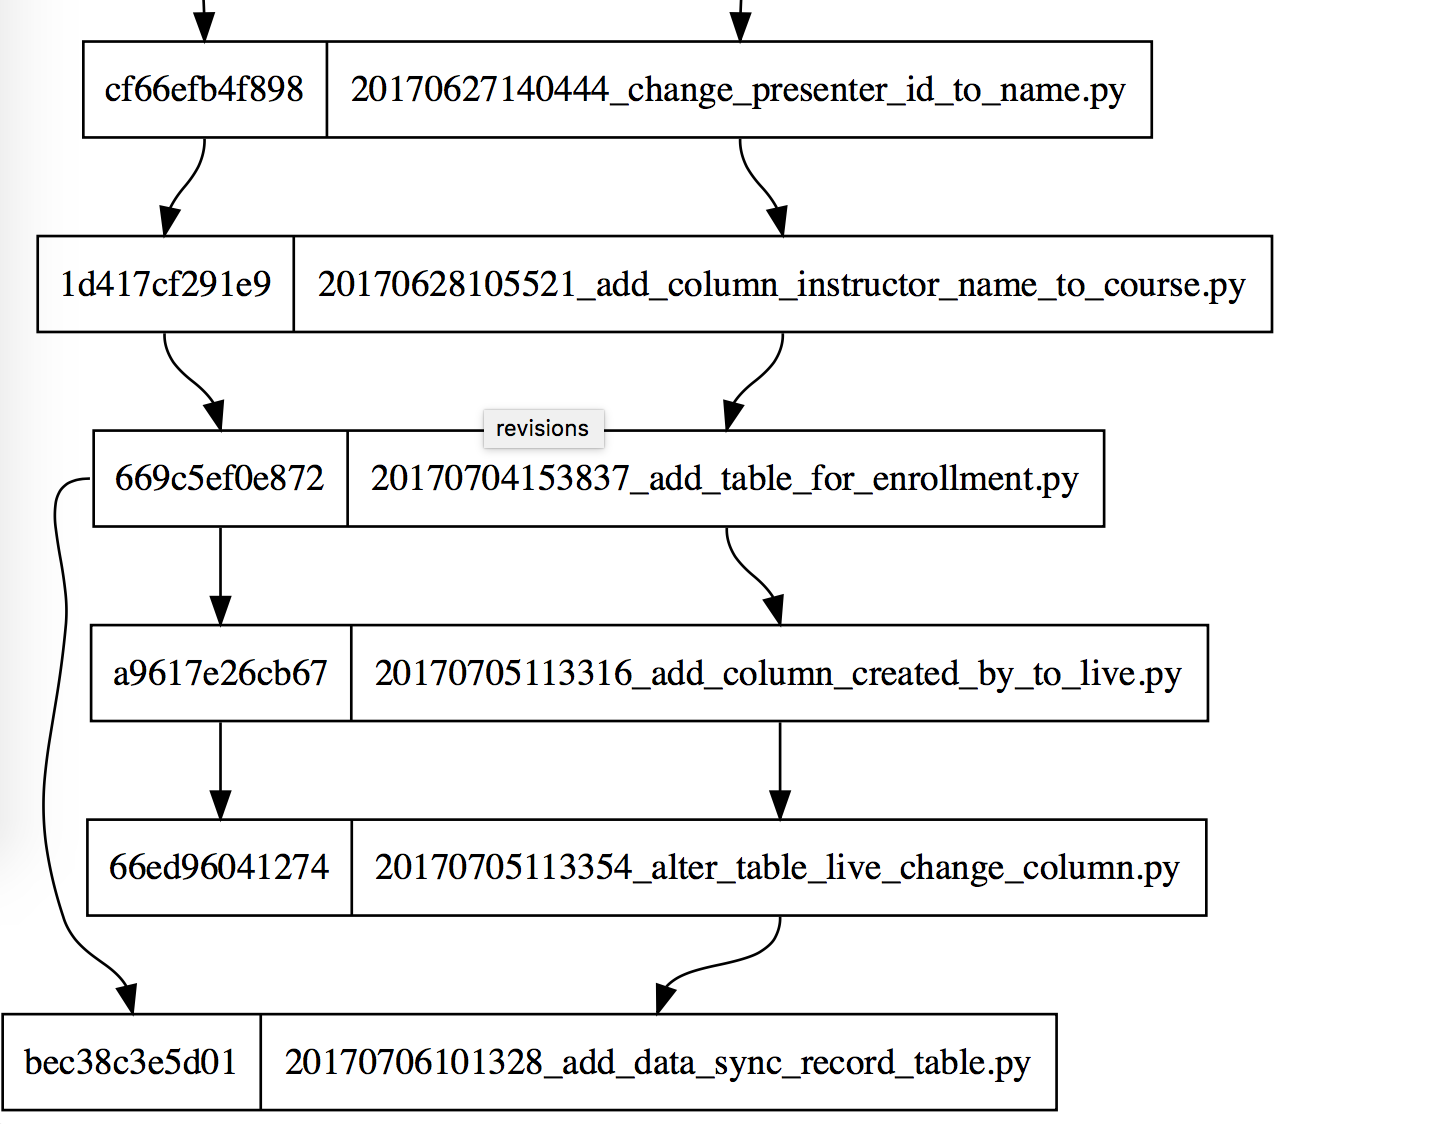 cf66efb4f898 20170627140444_change_presenter_id_to_name.py
1d417cf291e9 20170628105521_add_column_instructor_name_to_course.py
revisions
669c5ef0e872 20170704153837_add_table_for_enrollment.py
a9617e26cb67 20170705113316_add_column_created_by_to_live.py
66ed96041274 20170705113354_alter_table_live_change_column.py
bec38c3e5d01 20170706101328_add_data_sync_record_table.py